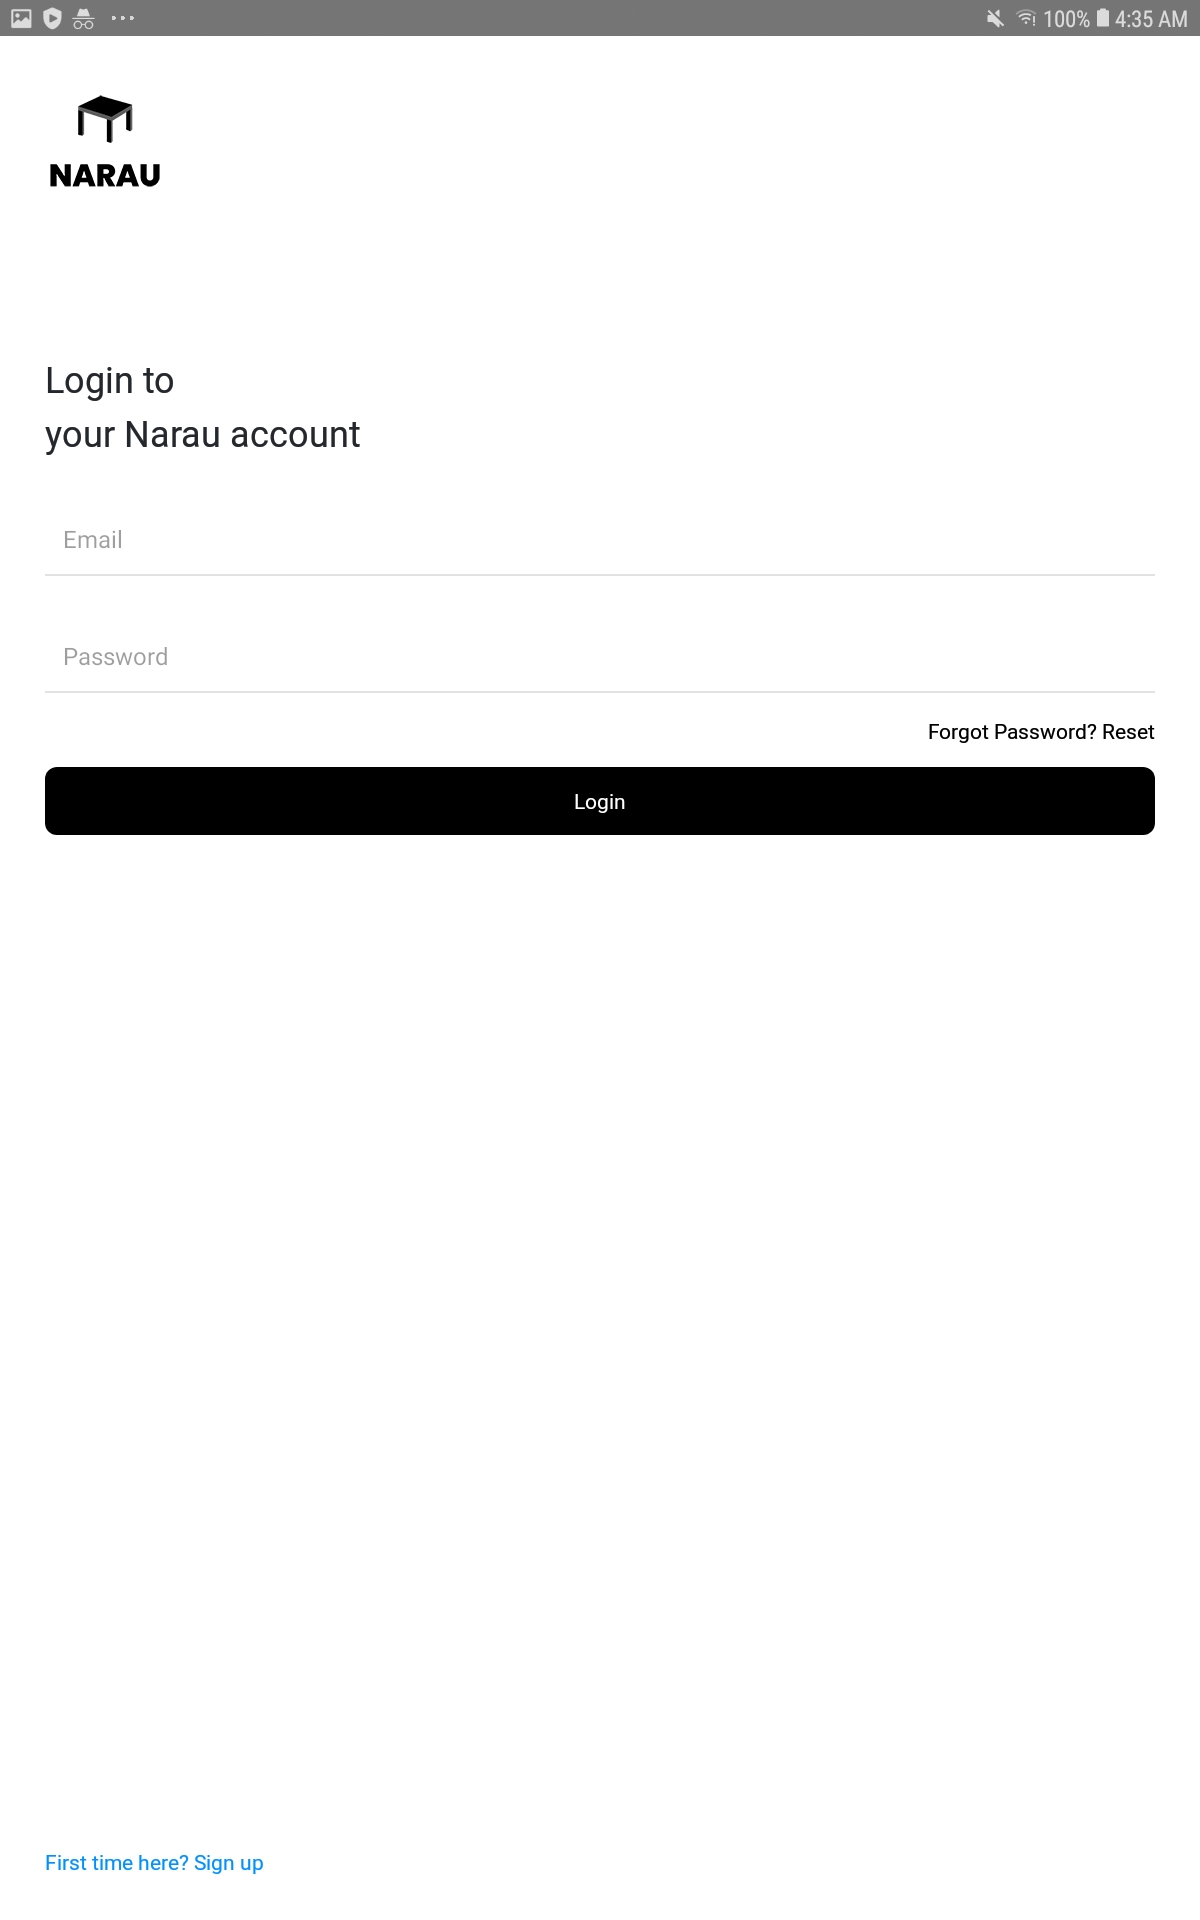 100% 4:35 AM
NARAU
Login to
your Narau account
Email
Password
Forgot Password? Reset
Login
First time here? Sign up